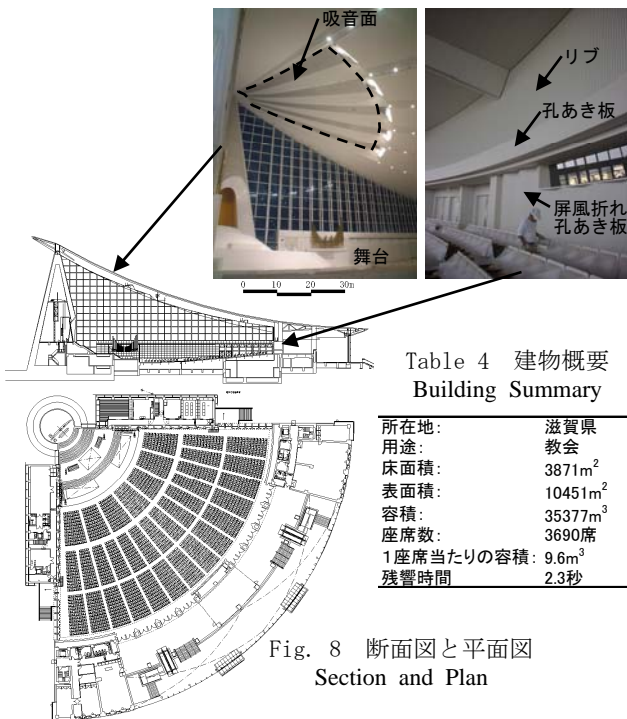 吸音面
舞台
リブ
孔あき板
屏風折れ
孔あき板
0 10 20 30m
Table 4 建物概要
Building Summary
所在地: 滋賀県
用途: 教会
床面積: 3871m²
表面積: 10451m²
容積: 35377m³
座席数: 3690席
1座席当たりの容積: 9.6m³
残響時間 2.3秒
Fig. 8 断面図と平面図
Section and Plan